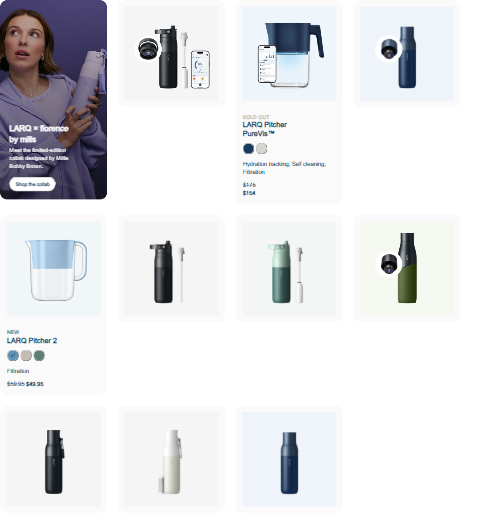 LARQ × florence
by mills
Meet the limited-edition
collab designed by Millie
Bobby Brown.
Shop the collab
SOLD OUT
LARQ Pitcher
PureVis™
Hydration tracking, Self cleaning,
Filtration
$175
$154
NEW
LARQ Pitcher 2
Filtration
$59.95 $49.95